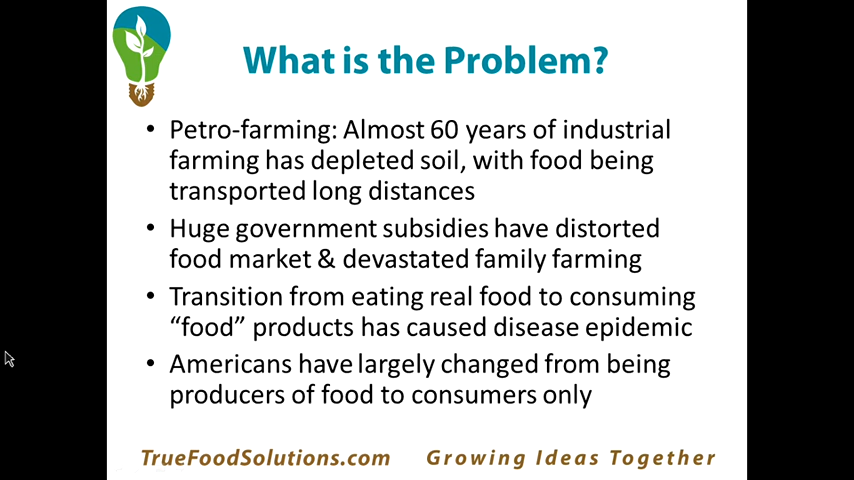 What is the Problem?
• Petro-farming: Almost 60 years of industrial
farming has depleted soil, with food being
transported long distances
• Huge government subsidies have distorted
food market & devastated family farming
• Transition from eating real food to consuming
“food” products has caused disease epidemic
• Americans have largely changed from being
producers of food to consumers only
TrueFoodSolutions.com Growing Ideas Together